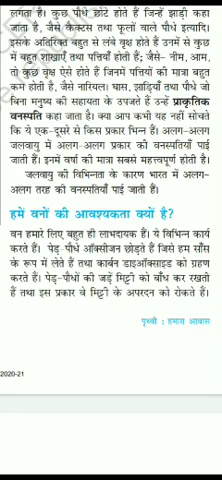 लगता है। कुछ पौधे छोटे होते हैं जिन्हें झाड़ी कहा
जाता है, जैसे कैक्टस तथा फूलों वाले पौधे इत्यादि।
इसके अतिरिक्त बहुत से लंबे वृक्ष होते हैं उनमें से कुछ
में बहुत शाखाएँ तथा पत्तियाँ होती हैं; जैसे- नीम, आम,
तो कुछ वृक्ष ऐसे होते हैं जिनमें पत्तियों की मात्रा बहुत
कम होती है, जैसे नारियल। घास, झाड़ियाँ तथा पौधे जो
बिना मनुष्य की सहायता के उपजते हैं उन्हें प्राकृतिक
वनस्पति कहा जाता है। क्या आप कभी यह नहीं सोचते
कि ये एक-दूसरे से किस प्रकार भिन्न हैं। अलग-अलग
जलवायु में अलग-अलग प्रकार की वनस्पतियाँ पाई
जाती हैं। इनमें वर्षा की मात्रा सबसे महत्त्वपूर्ण होती है।
जलवायु की विभिन्नता के कारण भारत में अलग-
अलग तरह की वनस्पतियाँ पाई जाती हैं।
हमें वनों की आवश्यकता क्यों है?
वन हमारे लिए बहुत ही लाभदायक हैं। ये विभिन्न कार्य
करते हैं। पेड़-पौधे ऑक्सीजन छोड़ते हैं जिसे हम साँस
के रूप में लेते हैं तथा कार्बन डाइऑक्साइड को ग्रहण
करते हैं। पेड़-पौधों की जड़ें मिट्टी को बाँध कर रखती
हैं तथा इस प्रकार वे मिट्टी के अपरदन को रोकते हैं।
पृथ्वी : हमारा आवास
2020-21